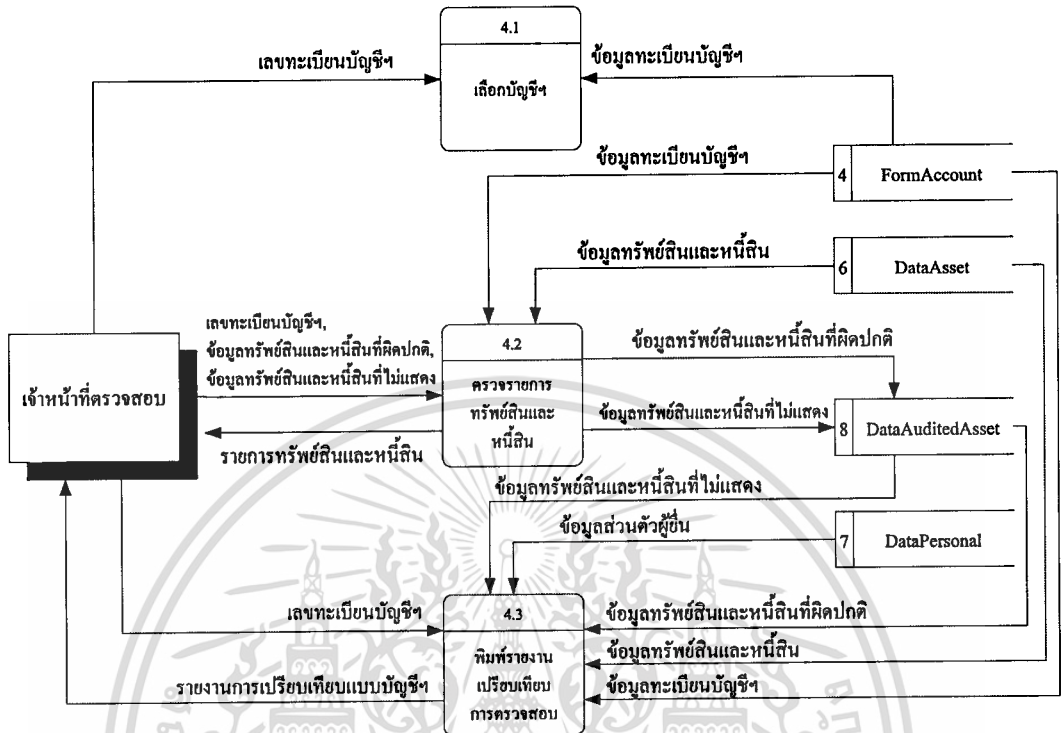 4.1
เลือกบัญชีฯ
เลขทะเบียนบัญชีฯ
ข้อมูลทะเบียนบัญชีฯ
ข้อมูลทะเบียนบัญชีฯ
4 FormAccount
ข้อมูลทรัพย์สินและหนี้สิน
6 DataAsset
เจ้าหน้าที่ตรวจสอบ
เลขทะเบียนบัญชีฯ,
ข้อมูลทรัพย์สินและหนี้สินที่ผิดปกติ,
ข้อมูลทรัพย์สินและหนี้สินที่ไม่แสดง
รายการทรัพย์สินและหนี้สิน
4.2
ตรวจรายการ
ทรัพย์สินและ
หนี้สิน
ข้อมูลทรัพย์สินและหนี้สินที่ผิดปกติ
ข้อมูลทรัพย์สินและหนี้สินที่ไม่แสดง
8 DataAuditedAsset
ข้อมูลทรัพย์สินและหนี้สินที่ไม่แสดง
ข้อมูลส่วนตัวผู้ยื่น
7 DataPersonal
เลขทะเบียนบัญชีฯ
รายงานการเปรียบเทียบแบบบัญชีฯ
4.3
พิมพ์รายงาน
เปรียบเทียบ
การตรวจสอบ
ข้อมูลทรัพย์สินและหนี้สินที่ผิดปกติ
ข้อมูลทรัพย์สินและหนี้สิน
ข้อมูลทะเบียนบัญชีฯ